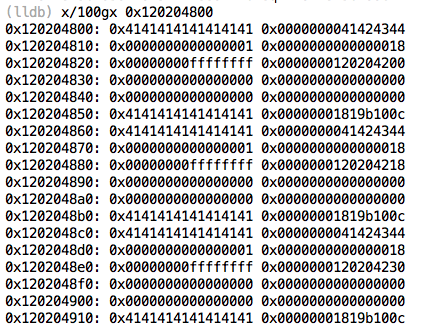 (lldb) x/100gx 0x120204800
0x120204800: 0x4141414141414141 0x0000000041424344
0x120204810: 0x0000000000000001 0x0000000000000018
0x120204820: 0x00000000ffffffff 0x0000000120204200
0x120204830: 0x0000000000000000 0x0000000000000000
0x120204840: 0x0000000000000000 0x0000000000000000
0x120204850: 0x4141414141414141 0x00000001819b100c
0x120204860: 0x4141414141414141 0x0000000041424344
0x120204870: 0x0000000000000001 0x0000000000000018
0x120204880: 0x00000000ffffffff 0x0000000120204218
0x120204890: 0x0000000000000000 0x0000000000000000
0x1202048a0: 0x0000000000000000 0x0000000000000000
0x1202048b0: 0x4141414141414141 0x00000001819b100c
0x1202048c0: 0x4141414141414141 0x0000000041424344
0x1202048d0: 0x0000000000000001 0x0000000000000018
0x1202048e0: 0x00000000ffffffff 0x0000000120204230
0x1202048f0: 0x0000000000000000 0x0000000000000000
0x120204900: 0x0000000000000000 0x0000000000000000
0x120204910: 0x4141414141414141 0x00000001819b100c